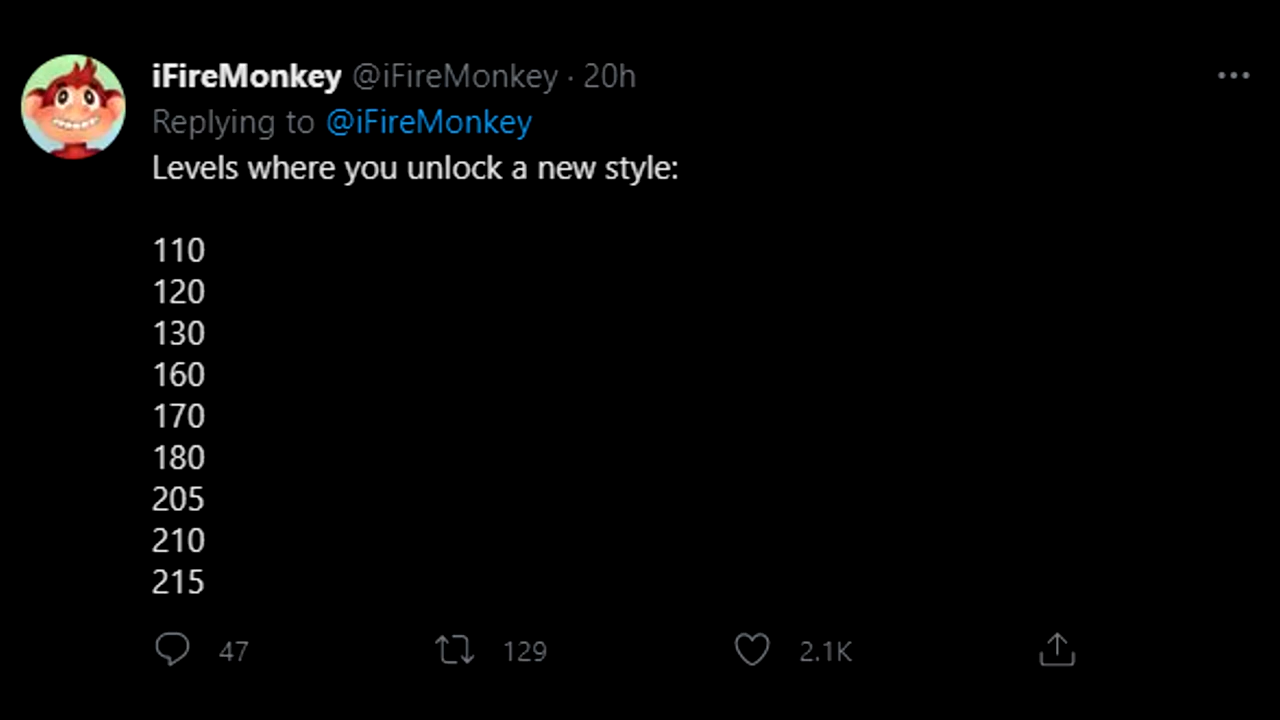 iFireMonkey @iFireMonkey · 20h
Replying to @iFireMonkey
Levels where you unlock a new style:
110
120
130
160
170
180
205
210
215
47 129 2.1K